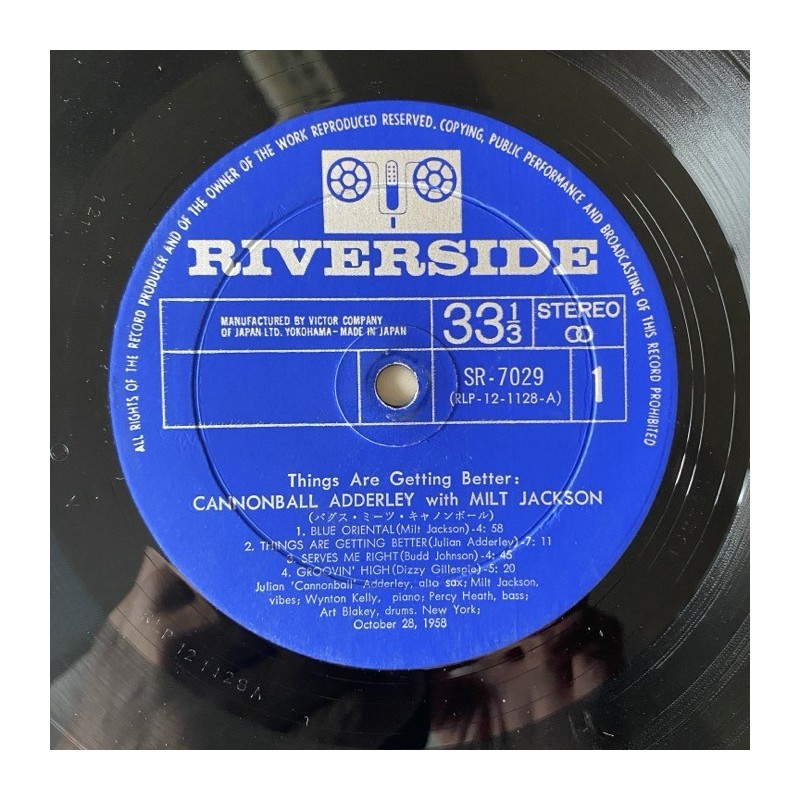 ALL RIGHTS OF THE RECORD PRODUCER AND OF THE OWNER OF THE WORK REPRODUCED RESERVED. COPYING, PUBLIC PERFORMANCE AND BROADCASTING OF THIS RECORD PROHIBITED
RIVERSIDE
MANUFACTURED BY VICTOR COMPANY
OF JAPAN LTD. YOKOHAMA-MADE IN JAPAN
33 1/3
STEREO
SR-7029
(RLP-12-1128-A)
1
Things Are Getting Better:
CANNONBALL ADDERLEY with MILT JACKSON
(バグス・ミーツ・キャノンボール)
1. BLUE ORIENTAL(Milt Jackson)-4: 58
2. THINGS ARE GETTING BETTER(Julian Adderley)-7: 11
3. SERVES ME RIGHT(Budd Johnson)-4: 45
4. GROOVIN' HIGH(Dizzy Gillespie)-5: 20
Julian 'Cannonball' Adderley, alto sax; Milt Jackson,
vibes; Wynton Kelly, piano; Percy Heath, bass;
Art Blakey, drums. New York;
October 28, 1958
RLP 12 1128A
121